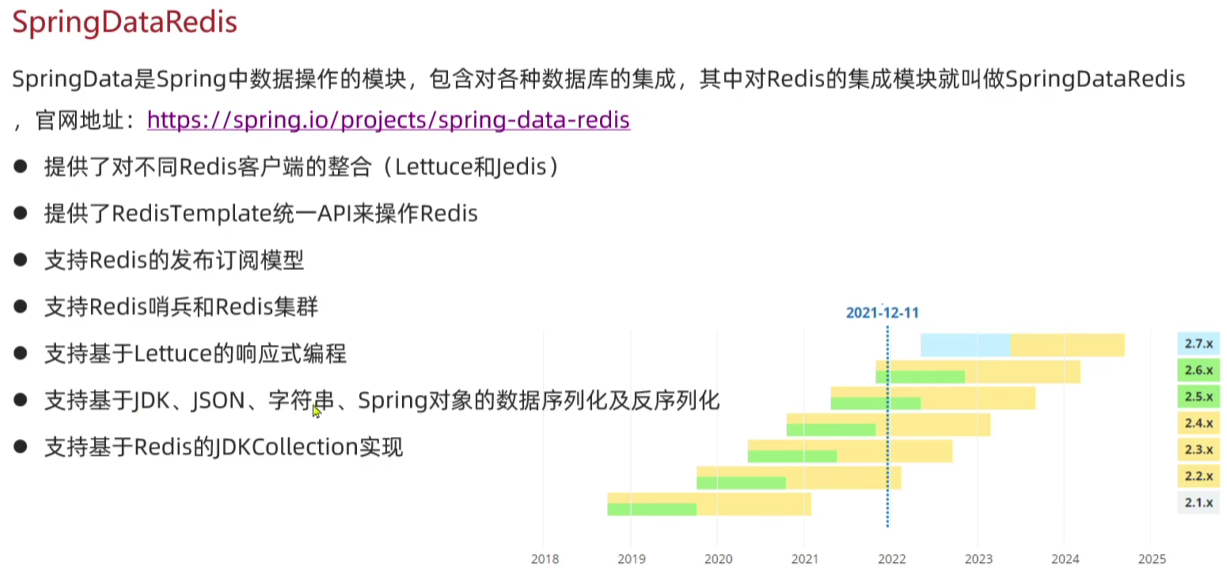 SpringDataRedis
SpringData是Spring中数据操作的模块，包含对各种数据库的集成，其中对Redis的集成模块就叫做SpringDataRedis
，官网地址：https://spring.io/projects/spring-data-redis
● 提供了对不同Redis客户端的整合（Lettuce和Jedis）
● 提供了RedisTemplate统一API来操作Redis
● 支持Redis的发布订阅模型
● 支持Redis哨兵和Redis集群
● 支持基于Lettuce的响应式编程
● 支持基于JDK、JSON、字符串、Spring对象的数据序列化及反序列化
● 支持基于Redis的JDKCollection实现
2021-12-11
2.7.x
2.6.x
2.5.x
2.4.x
2.3.x
2.2.x
2.1.x
2018 2019 2020 2021 2022 2023 2024 2025